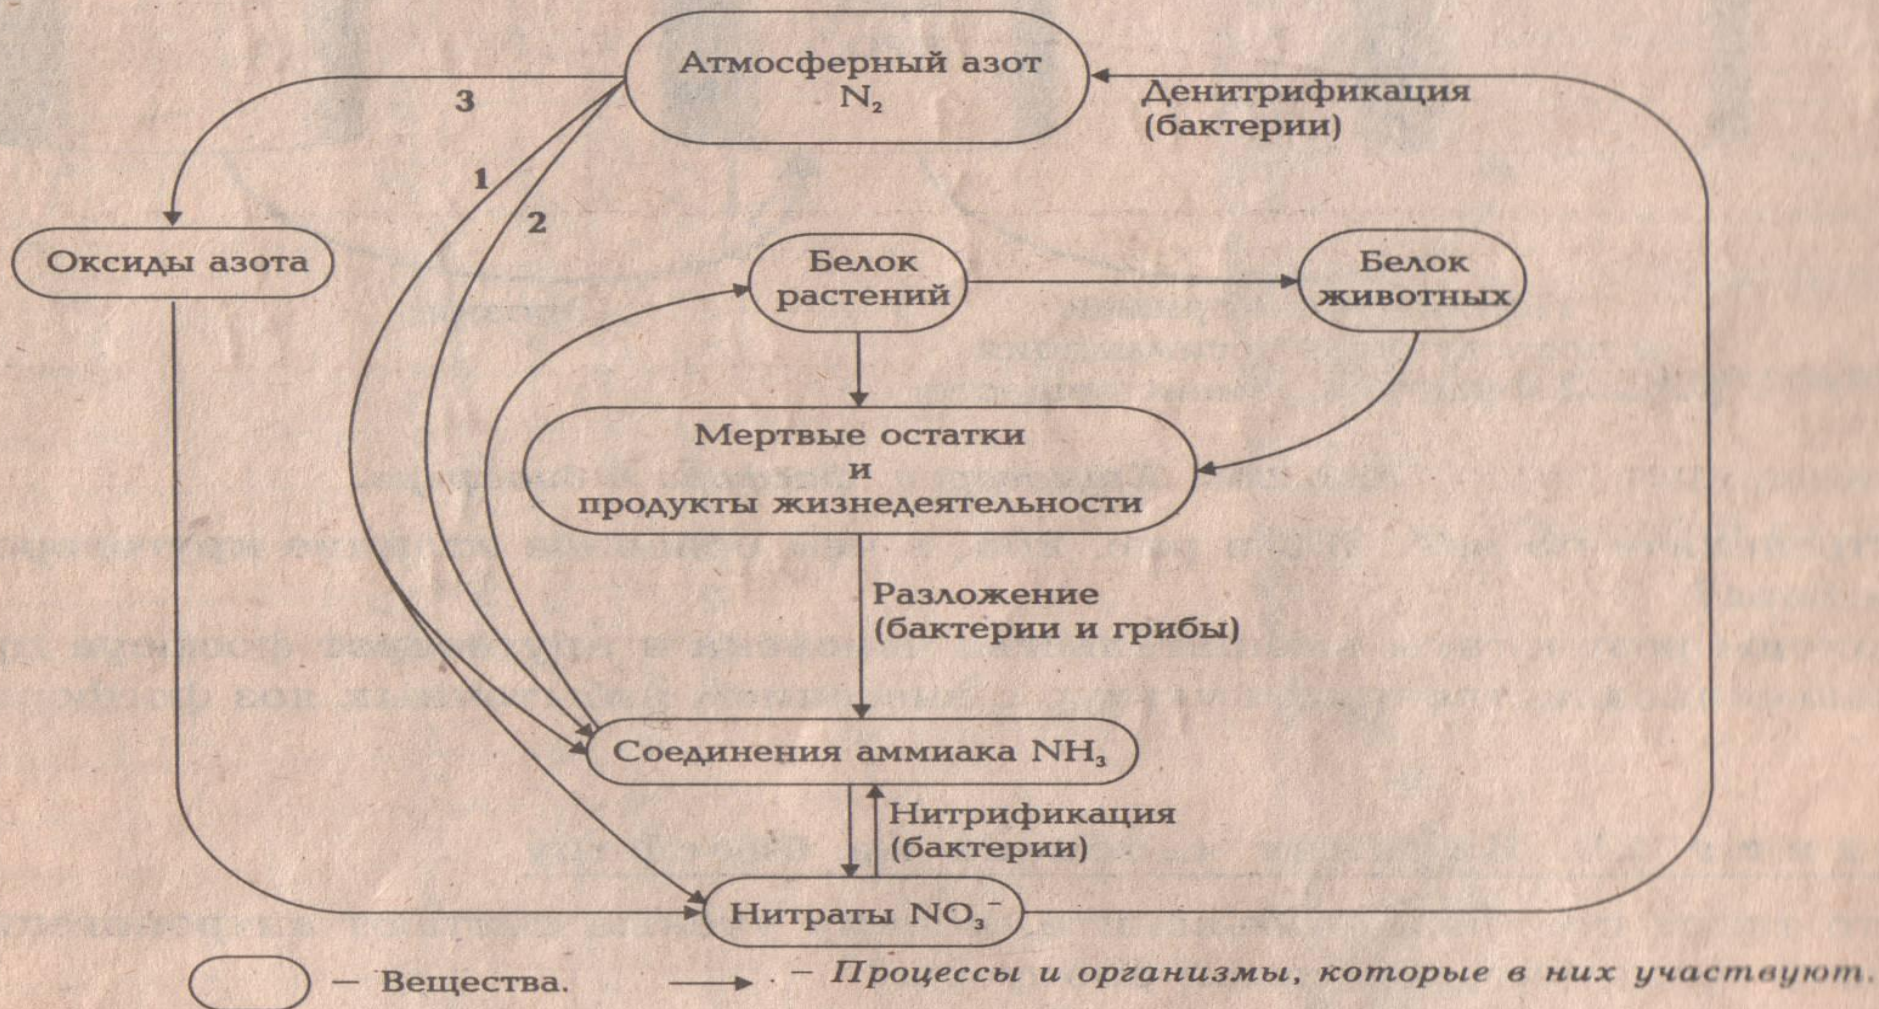 Атмосферный азот
N₂
Денитрификация
(бактерии)
3
1
2
Оксиды азота
Белок
растений
Белок
животных
Мертвые остатки
и
продукты жизнедеятельности
Разложение
(бактерии и грибы)
Соединения аммиака NH₃
Нитрификация
(бактерии)
Нитраты NO₃⁻
— Вещества.
— Процессы и организмы, которые в них участвуют.